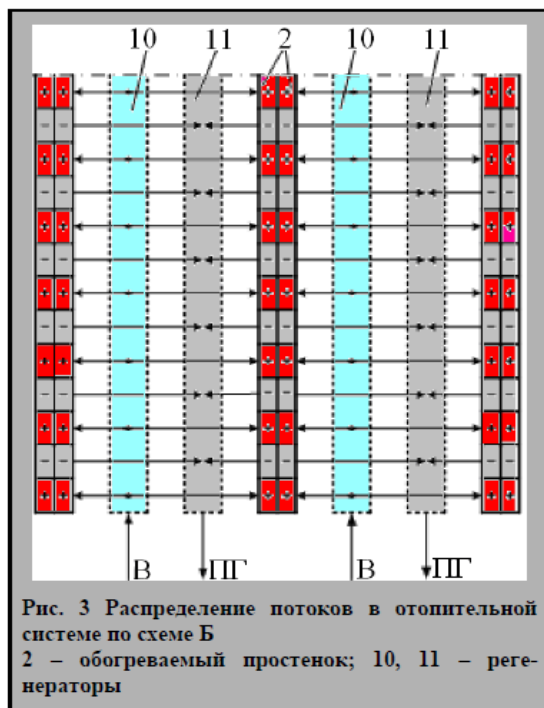 10 11 2 10 11
В ПГ В ПГ
Рис. 3 Распределение потоков в отопительной
системе по схеме Б
2 – обогреваемый простенок; 10, 11 – реге-
нераторы